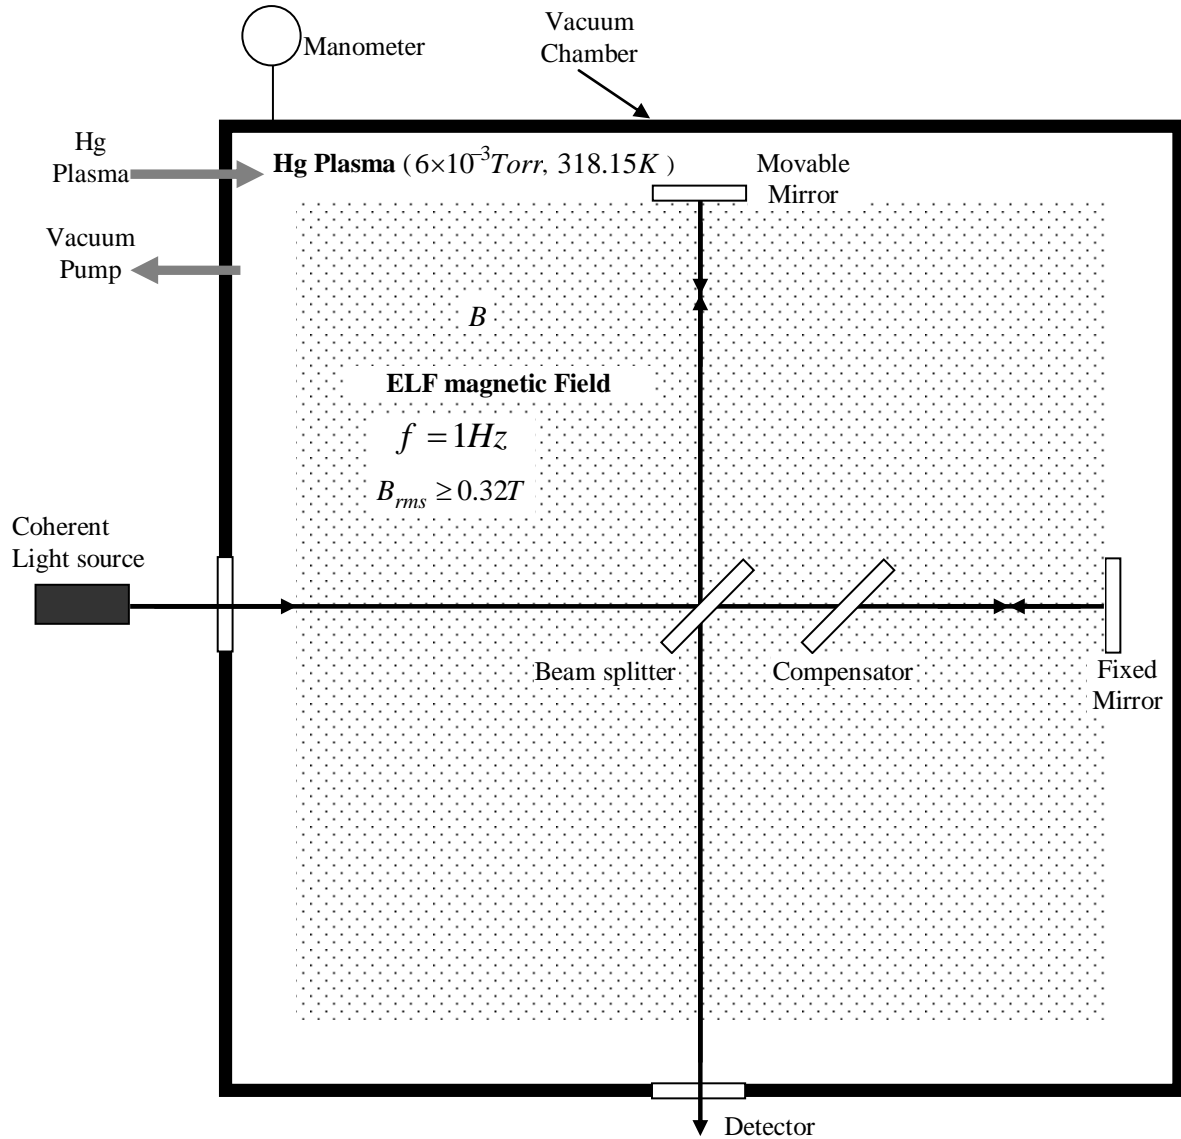 Manometer
Vacuum
Chamber
Hg
Plasma
Hg Plasma (6×10⁻³Torr, 318.15K)
Movable
Mirror
Vacuum
Pump
B
ELF magnetic Field
f = 1Hz
Brms ≥ 0.32T
Coherent
Light source
Beam splitter
Compensator
Fixed
Mirror
Detector